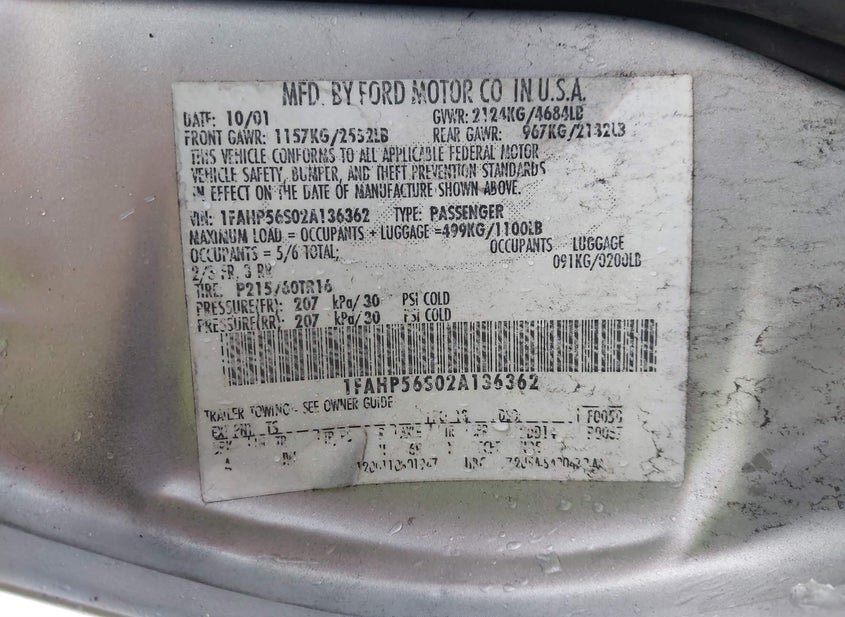 MFD. BY FORD MOTOR CO. IN U.S.A.
DATE: 10/01 GVWR: 2124KG/4684LB
FRONT GAWR: 1157KG/2552LB REAR GAWR: 967KG/2132LB
THIS VEHICLE CONFORMS TO ALL APPLICABLE FEDERAL MOTOR
VEHICLE SAFETY, BUMPER, AND THEFT PREVENTION STANDARDS
IN EFFECT ON THE DATE OF MANUFACTURE SHOWN ABOVE.
VIN: 1FAHP56S02A136362 TYPE: PASSENGER
MAXIMUM LOAD = OCCUPANTS + LUGGAGE =499KG/1100LB
OCCUPANTS = 5/6 TOTAL; OCCUPANTS LUGGAGE
2/3 FR, 3 RR 091KG/0200LB
TIRE: P215/60TR16
PRESSURE(FR): 207 kPa/30 PSI COLD
PRESSURE(RR): 207 kPa/30 PSI COLD
1FAHP56S02A136362
TRAILER TOWING - SEE OWNER GUIDE
EXT PNT: TS